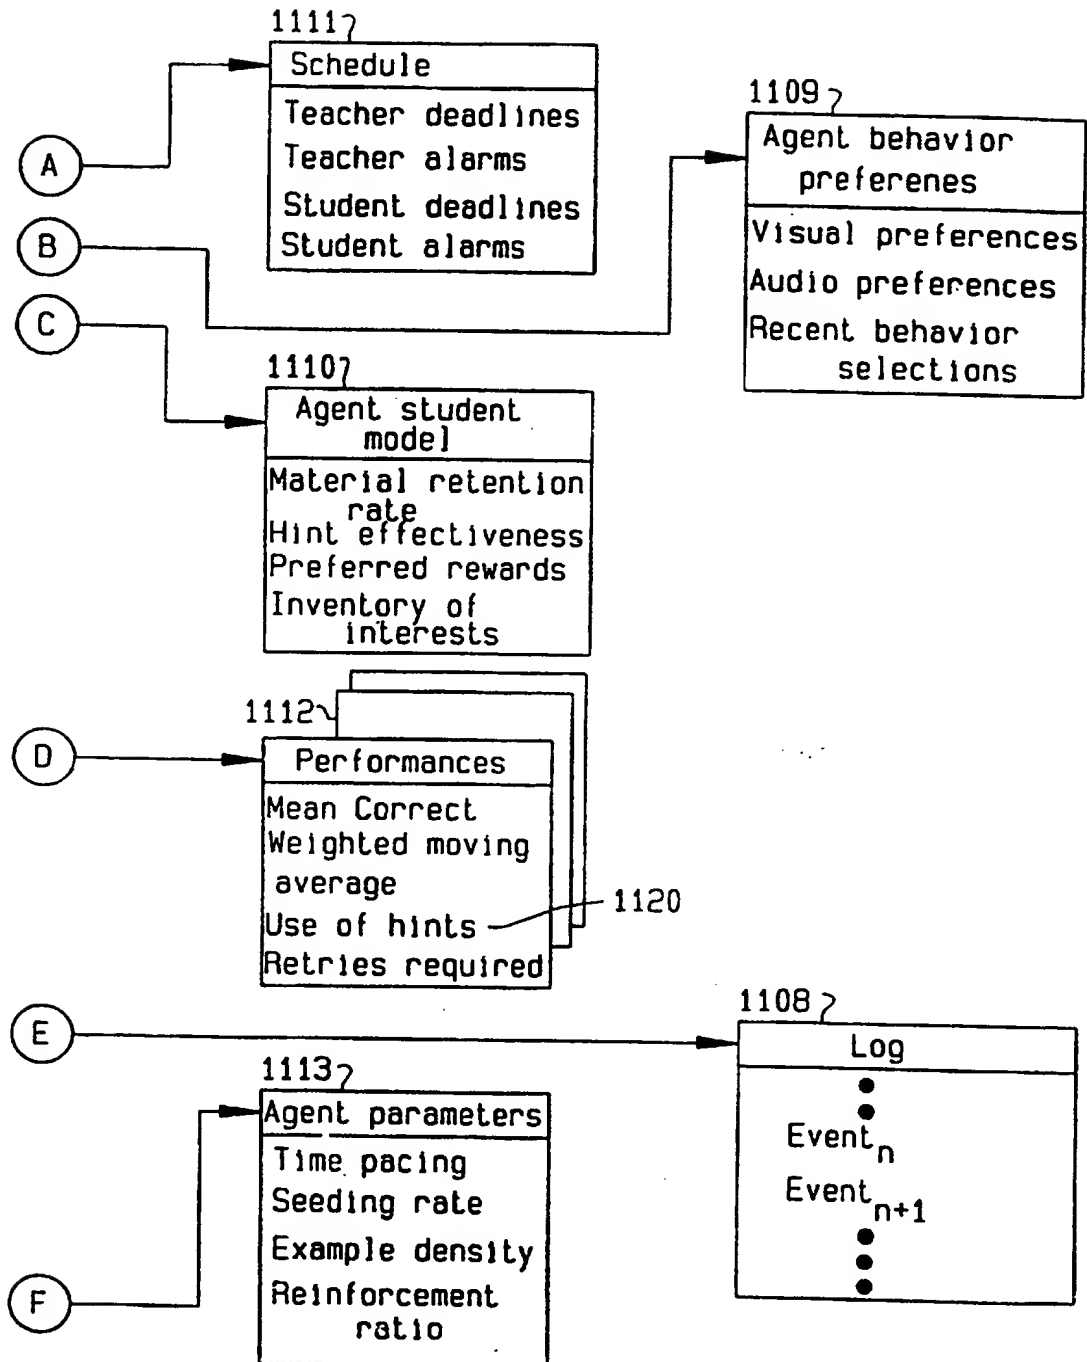 1111
Schedule
Teacher deadlines
Teacher alarms
Student deadlines
Student alarms
A
B
C
1109
Agent behavior
preferenes
Visual preferences
Audio preferences
Recent behavior
selections
1110
Agent student
model
Material retention
rate
Hint effectiveness
Preferred rewards
Inventory of
interests
D
1112
Performances
Mean Correct
Weighted moving
average
Use of hints
1120
Retries required
E
1108
Log
Event n
Event n+1
1113
Agent parameters
Time pacing
Seeding rate
Example density
Reinforcement
ratio
F